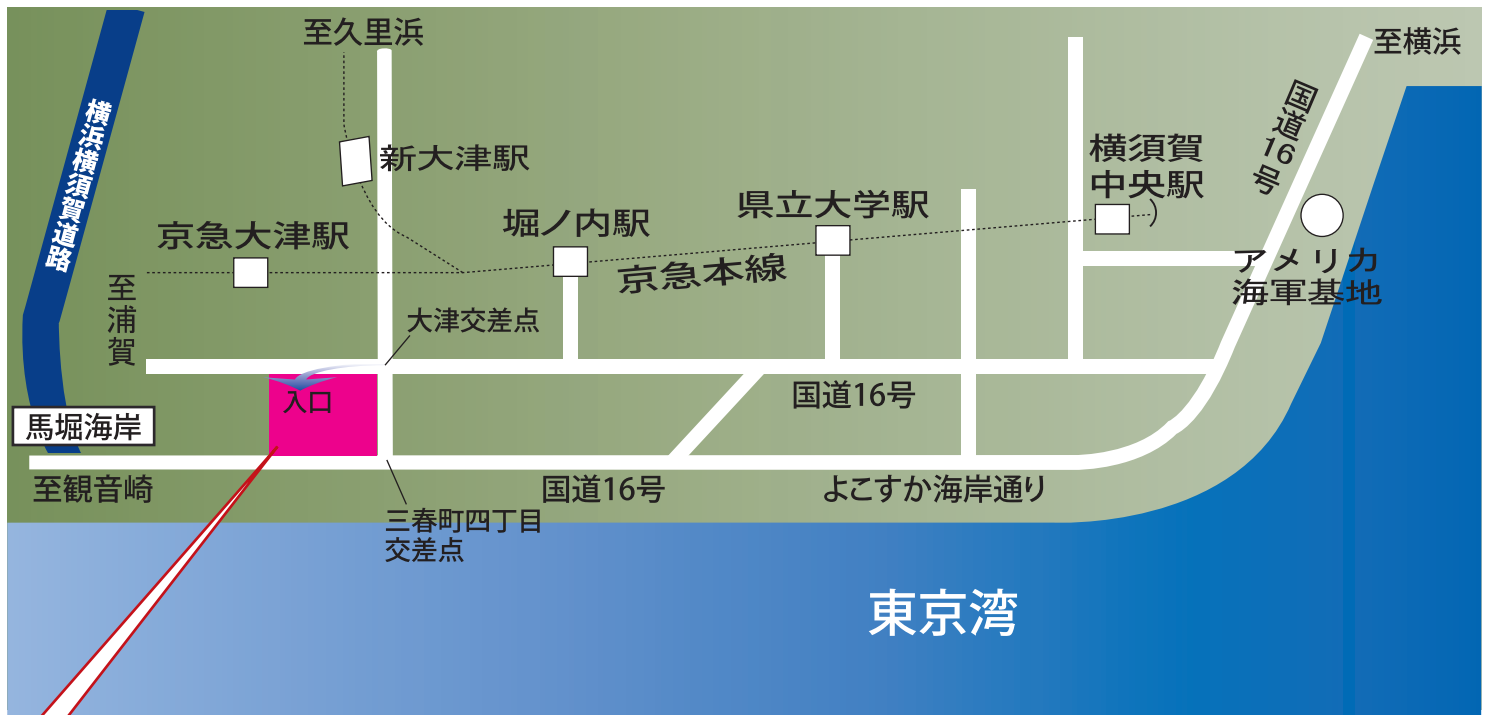 至久里浜
至横浜
横浜横須賀道路
国道16号
新大津駅
横須賀
中央駅
県立大学駅
堀ノ内駅
京急大津駅
京急本線
アメリカ
海軍基地
至浦賀
大津交差点
入口
国道16号
馬堀海岸
至観音崎
国道16号
よこすか海岸通り
三春町四丁目
交差点
東京湾